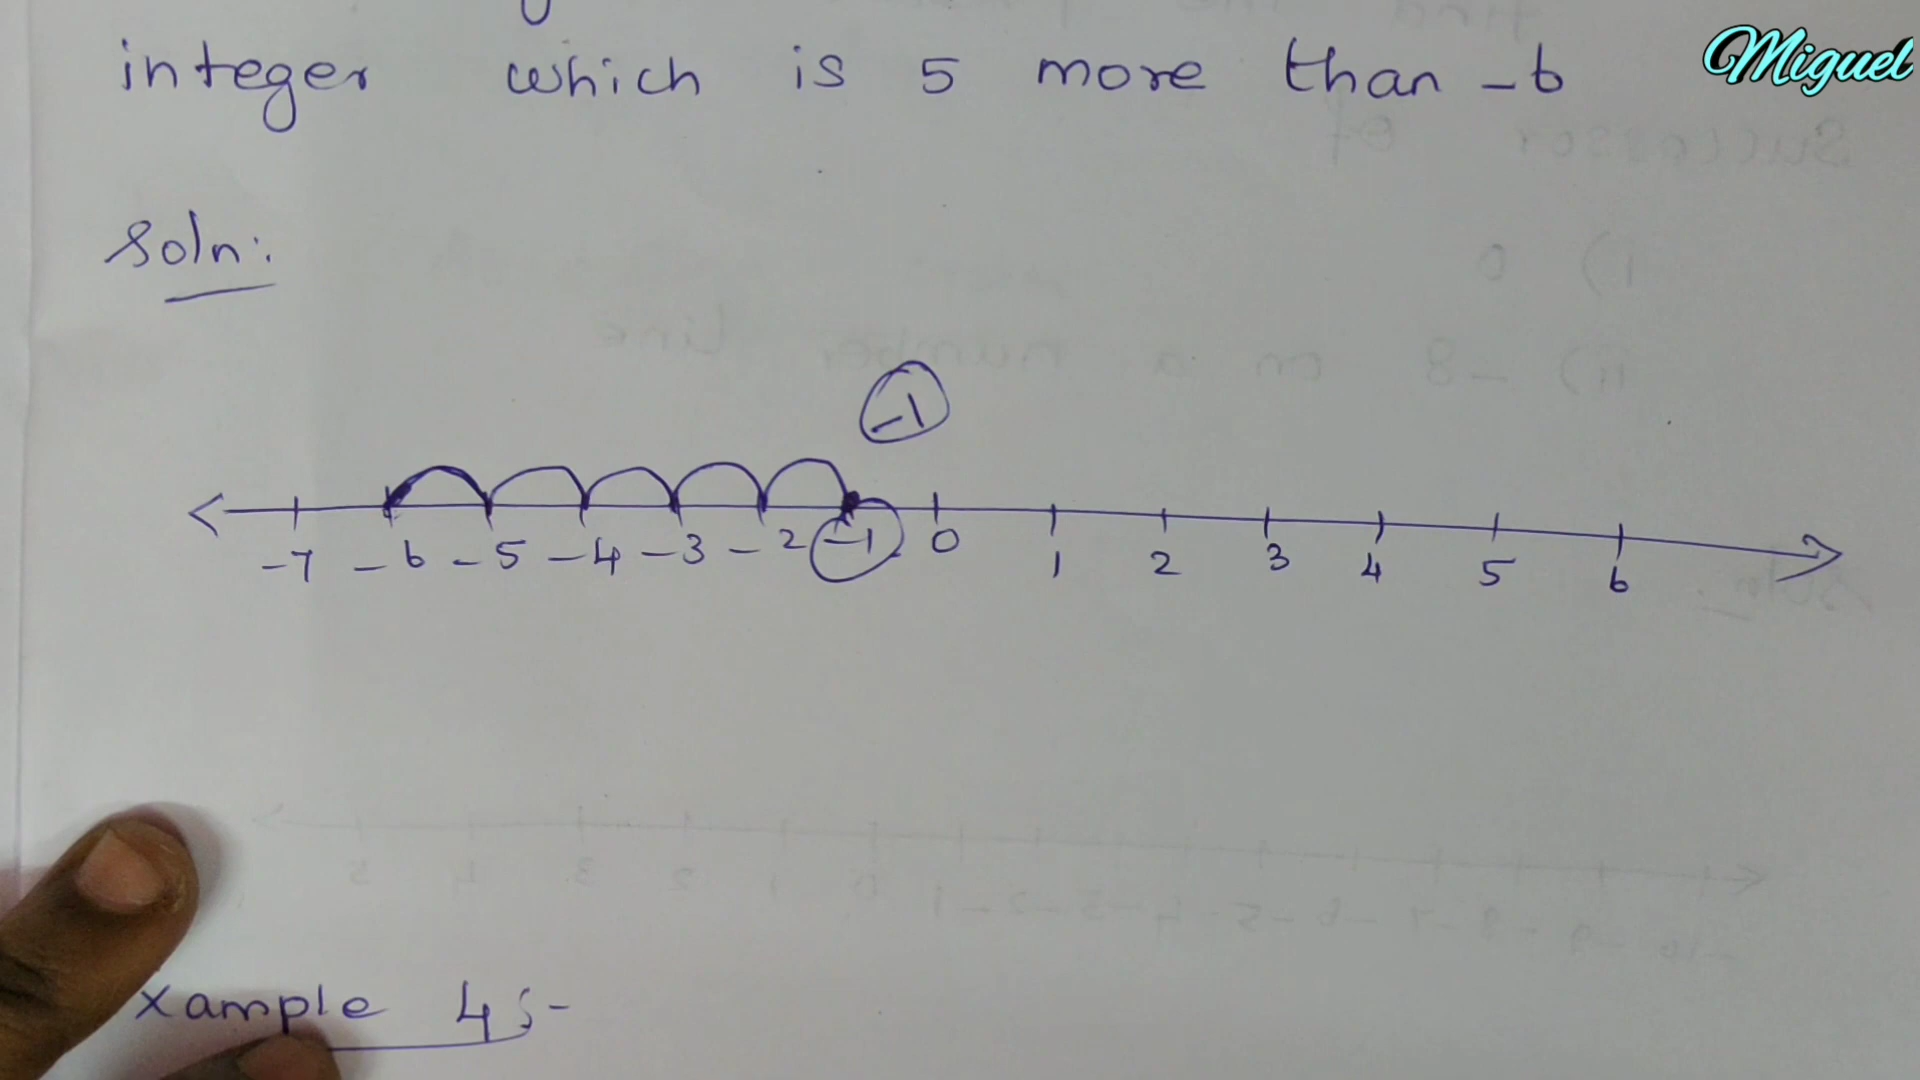 integer which is 5 more than -6
Miguel
Soln:
-1
-7 -6 -5 -4 -3 -2 -1 0 1 2 3 4 5 6
xample 4:-